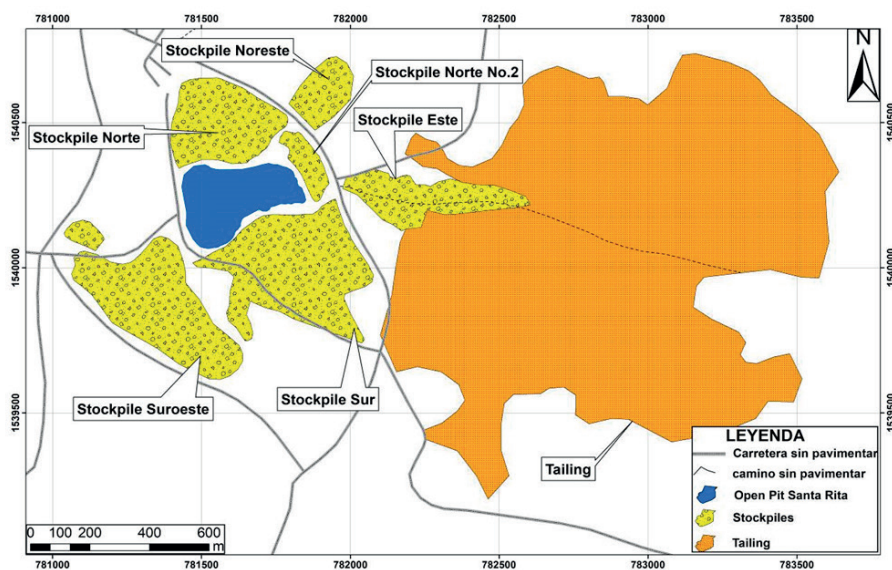 781000 781500 782000 782500 783000 783500
N
Stockpile Noreste
Stockpile Norte No.2
Stockpile Este
Stockpile Norte
1540500
1540500
1540000
1540000
1539500
1539500
Stockpile Suroeste
Stockpile Sur
Tailing
LEYENDA
Carretera sin pavimentar
camino sin pavimentar
Open Pit Santa Rita
Stockpiles
Tailing
0 100 200 400 600
m
781000 781500 782000 782500 783000 783500